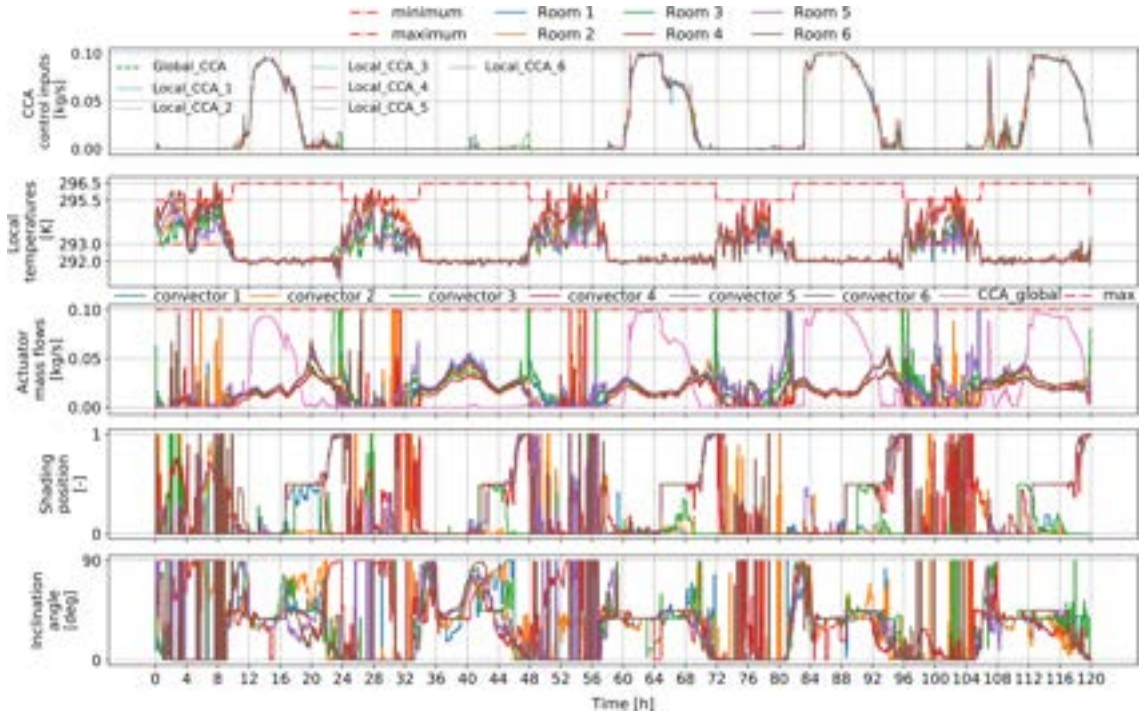 minimum Room 1 Room 3 Room 5
maximum Room 2 Room 4 Room 6
CCA
control inputs
[kg/s]
0.10
0.05
0.00
Global_CCA Local_CCA_3 Local_CCA_6
Local_CCA_1 Local_CCA_4
Local_CCA_2 Local_CCA_5
Local
temperatures
[K]
296.5
295.5
293.0
292.0
convector 1 convector 2 convector 3 convector 4 convector 5 convector 6 CCA_global max
Actuator
mass flows
[kg/s]
0.10
0.05
0.00
Shading
position
[-]
1
0
Inclination
angle
[deg]
90
0
0 4 8 12 16 20 24 28 32 36 40 44 48 52 56 60 64 68 72 76 80 84 88 92 96 100 104 108 112 116 120
Time [h]